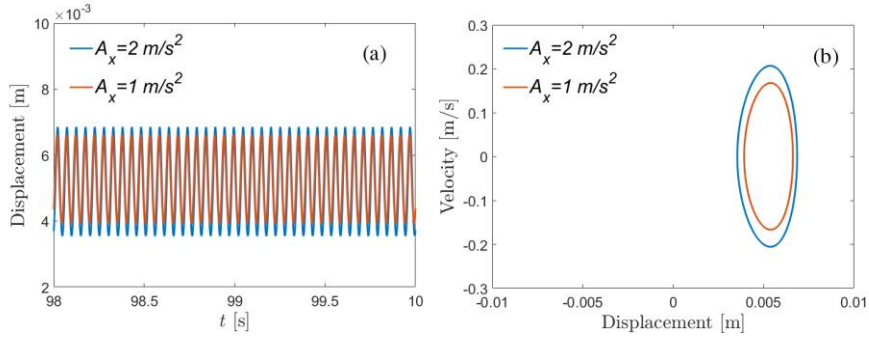 ×10⁻³
10
8
6
4
2
98
98.5
99
99.5
10
Displacement [m]
t [s]
A_x=2 m/s²
A_x=1 m/s²
(a)
0.3
0.2
0.1
0
-0.1
-0.2
-0.3
-0.01
-0.005
0
0.005
0.01
Velocity [m/s]
Displacement [m]
A_x=2 m/s²
A_x=1 m/s²
(b)